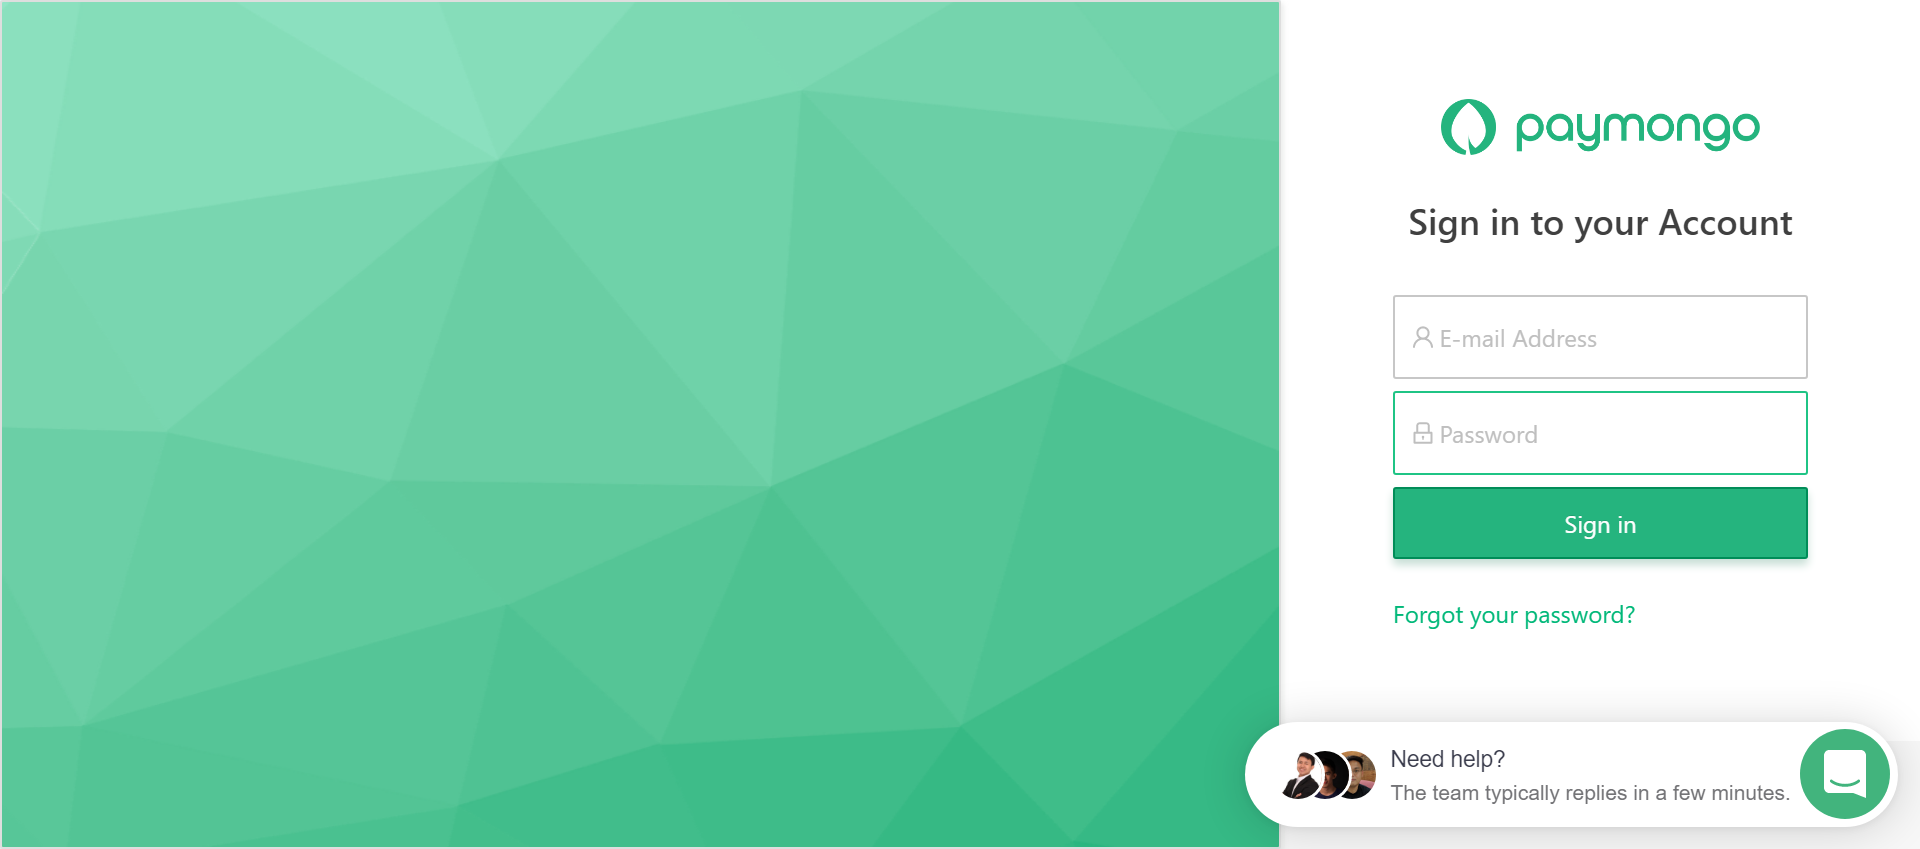 paymongo
Sign in to your Account
E-mail Address
Password
Sign in
Forgot your password?
Need help?
The team typically replies in a few minutes.